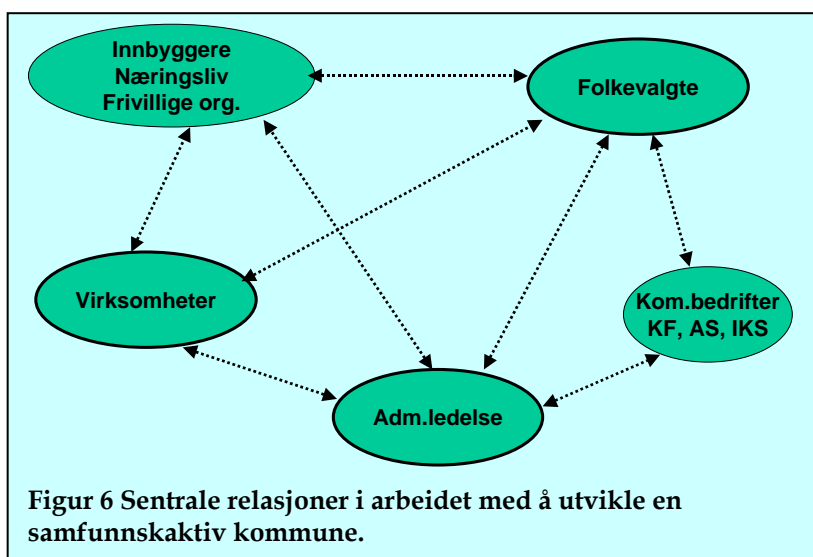 Innbyggere
Næringsliv
Frivillige org.
Folkevalgte
Virksomheter
Kom.bedrifter
KF, AS, IKS
Adm.ledelse
Figur 6 Sentrale relasjoner i arbeidet med å utvikle en
samfunnskaktiv kommune.